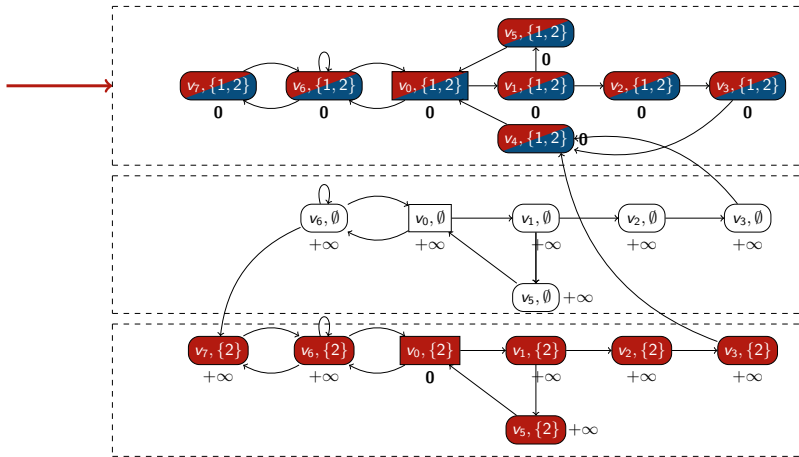 v₅, {1, 2}
0
v₇, {1, 2} v₆, {1, 2} v₀, {1, 2} v₁, {1, 2} v₂, {1, 2} v₃, {1, 2}
0 0 0 0 0 0
v₄, {1, 2} 0
v₆, ∅ v₀, ∅ v₁, ∅ v₂, ∅ v₃, ∅
+∞ +∞ +∞ +∞ +∞
v₅, ∅ +∞
v₇, {2} v₆, {2} v₀, {2} v₁, {2} v₂, {2} v₃, {2}
+∞ +∞ 0 +∞ +∞ +∞
v₅, {2} +∞